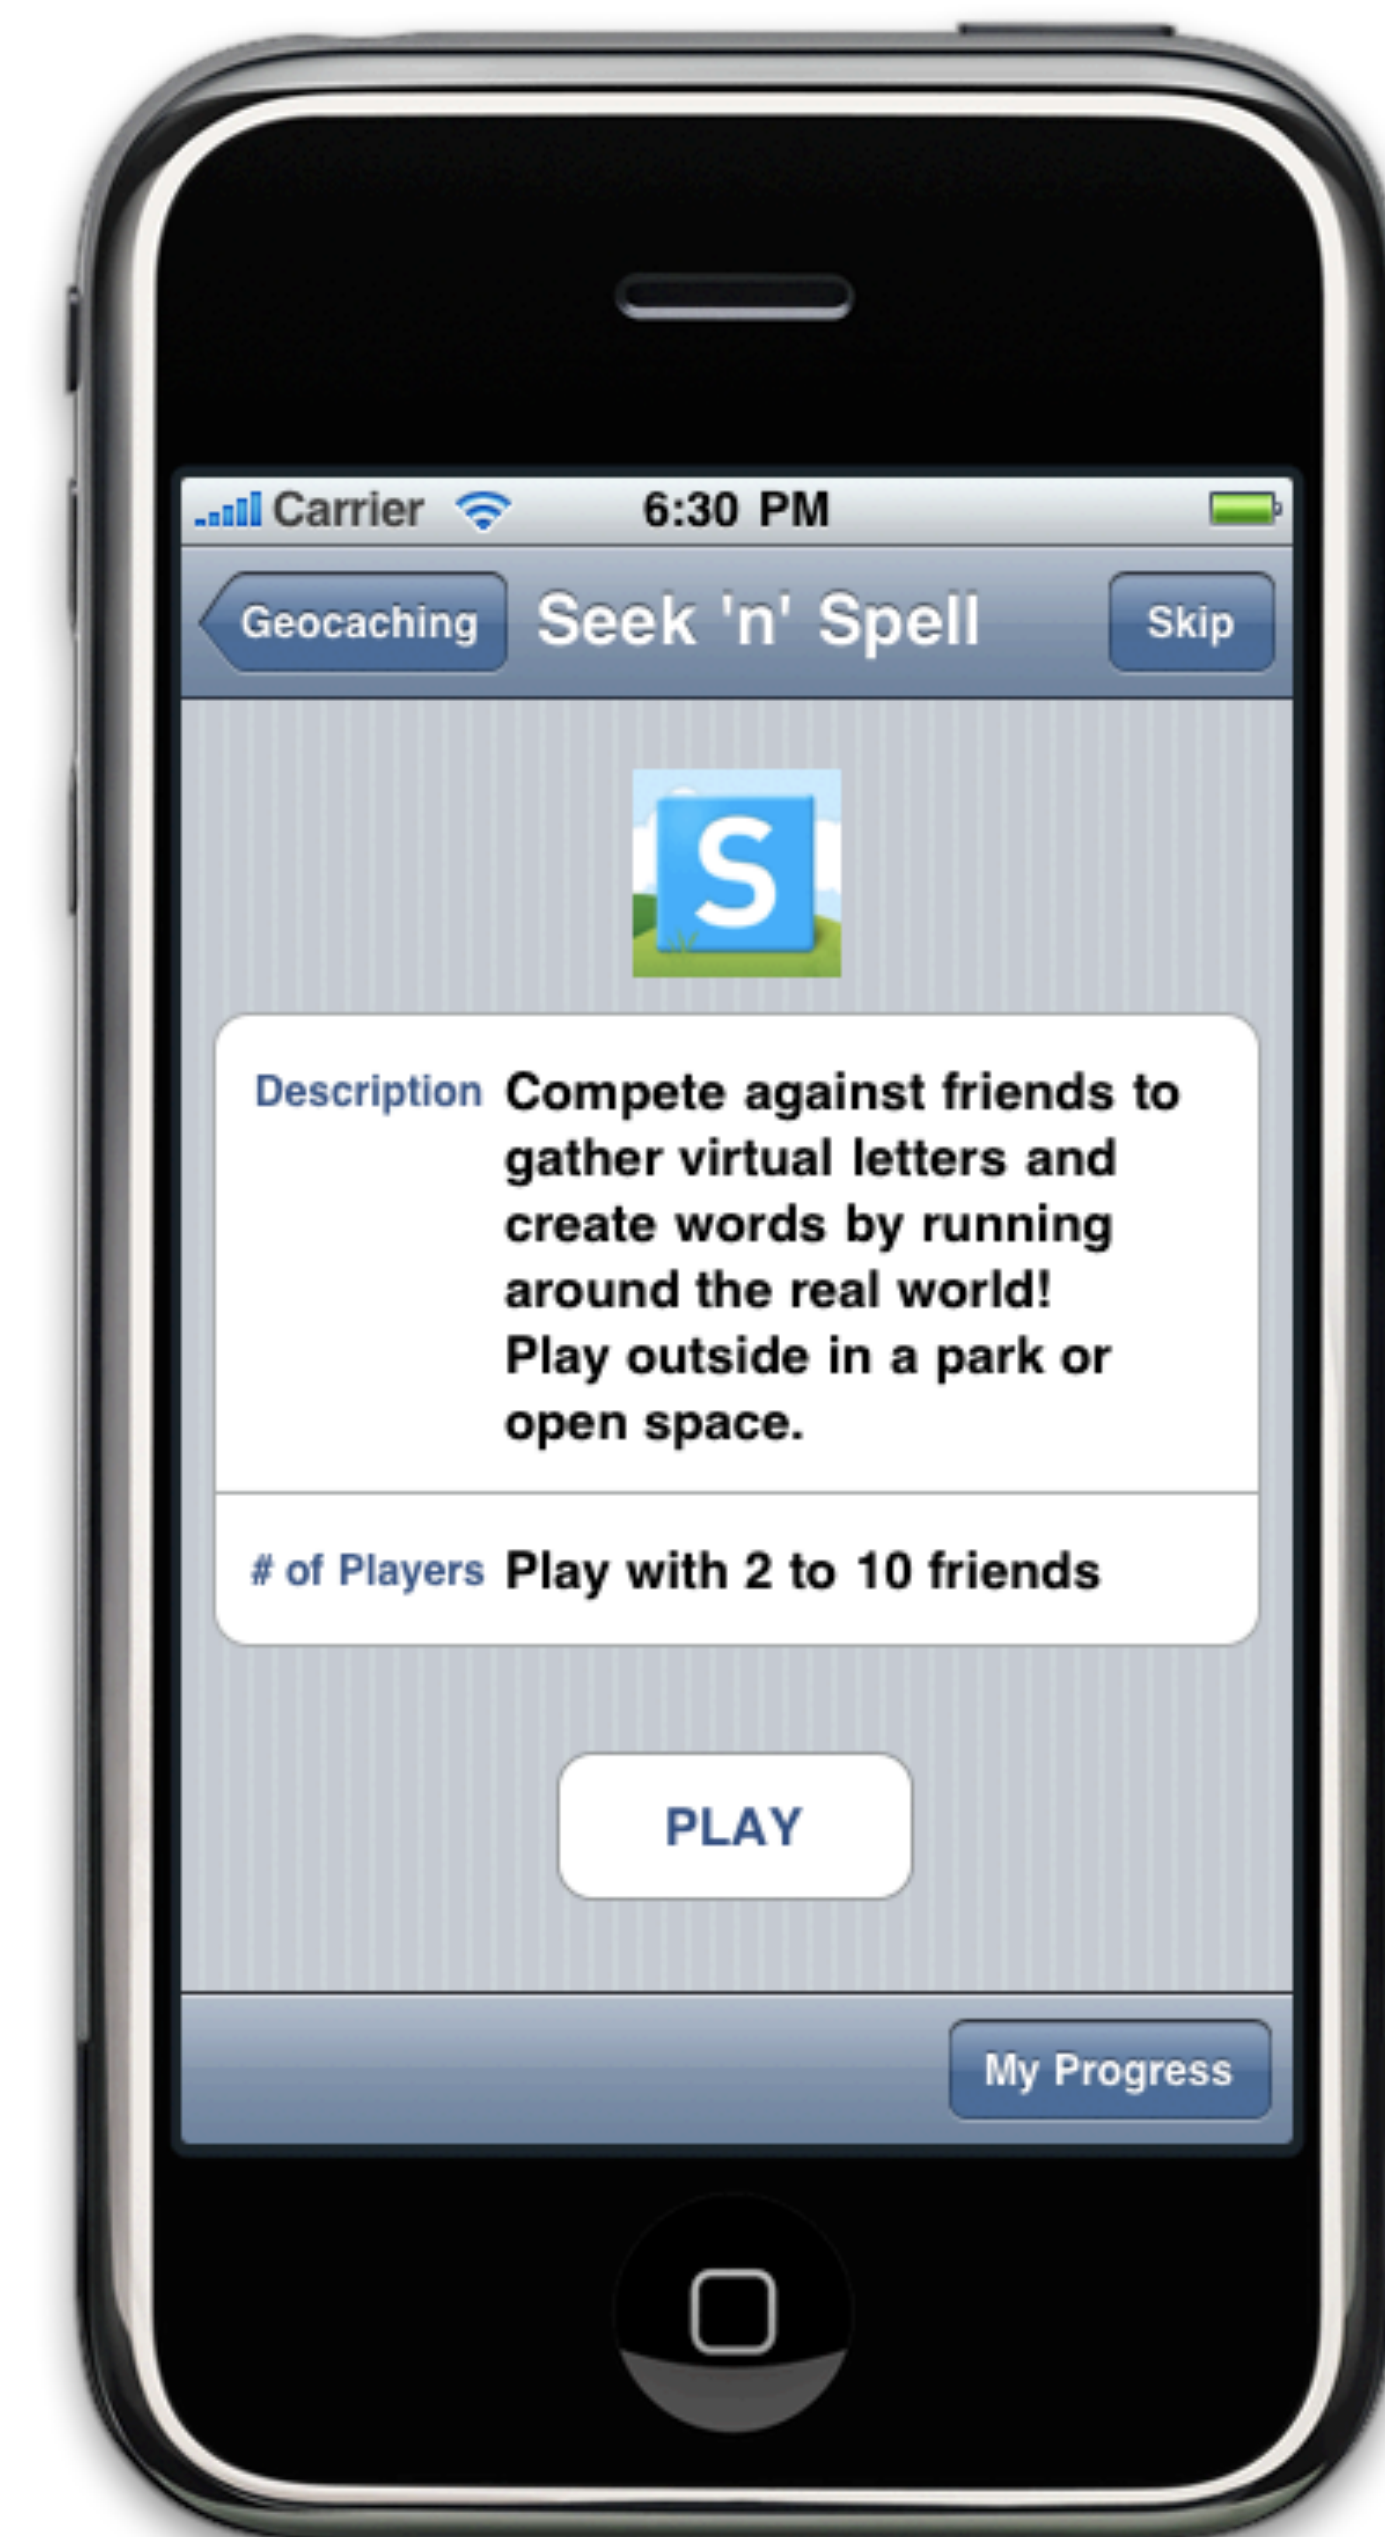 Carrier 6:30 PM
Geocaching Seek 'n' Spell Skip
S
Description Compete against friends to
gather virtual letters and
create words by running
around the real world!
Play outside in a park or
open space.
# of Players Play with 2 to 10 friends
PLAY
My Progress